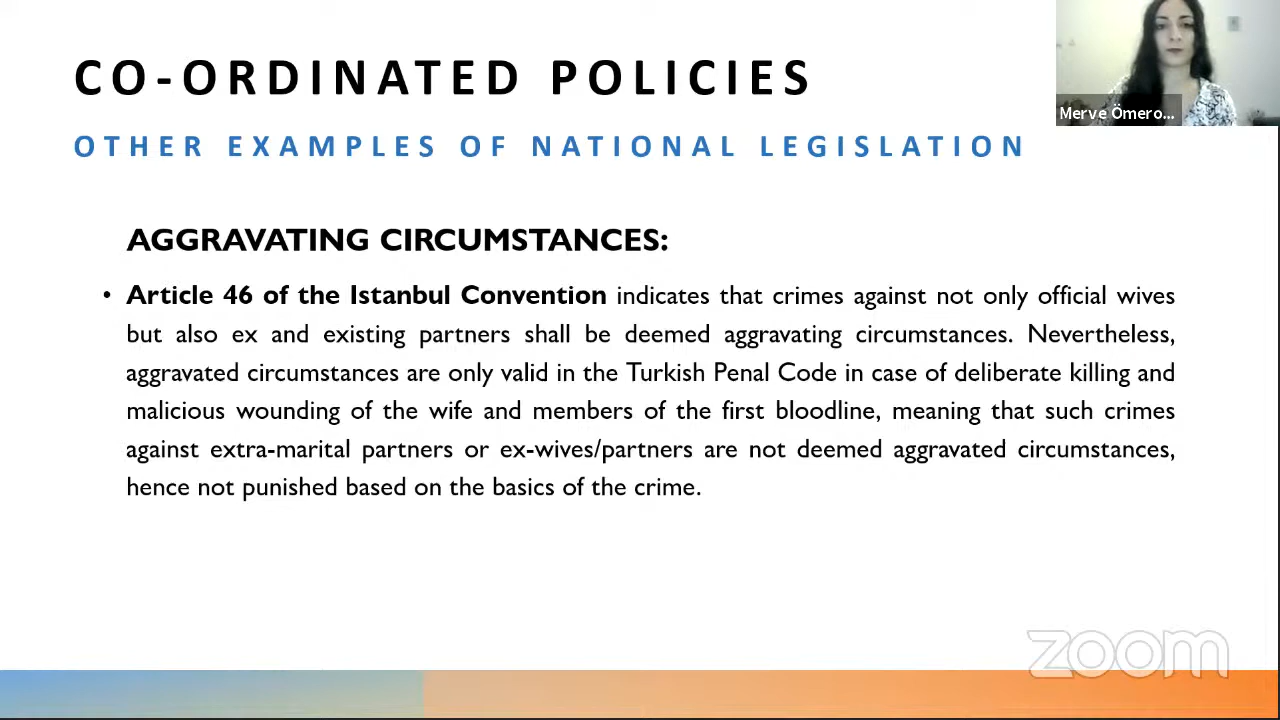 CO-ORDINATED POLICIES
OTHER EXAMPLES OF NATIONAL LEGISLATION
Merve Ömero...
AGGRAVATING CIRCUMSTANCES:
• Article 46 of the Istanbul Convention indicates that crimes against not only official wives
but also ex and existing partners shall be deemed aggravating circumstances. Nevertheless,
aggravated circumstances are only valid in the Turkish Penal Code in case of deliberate killing and
malicious wounding of the wife and members of the first bloodline, meaning that such crimes
against extra-marital partners or ex-wives/partners are not deemed aggravated circumstances,
hence not punished based on the basics of the crime.
zoom